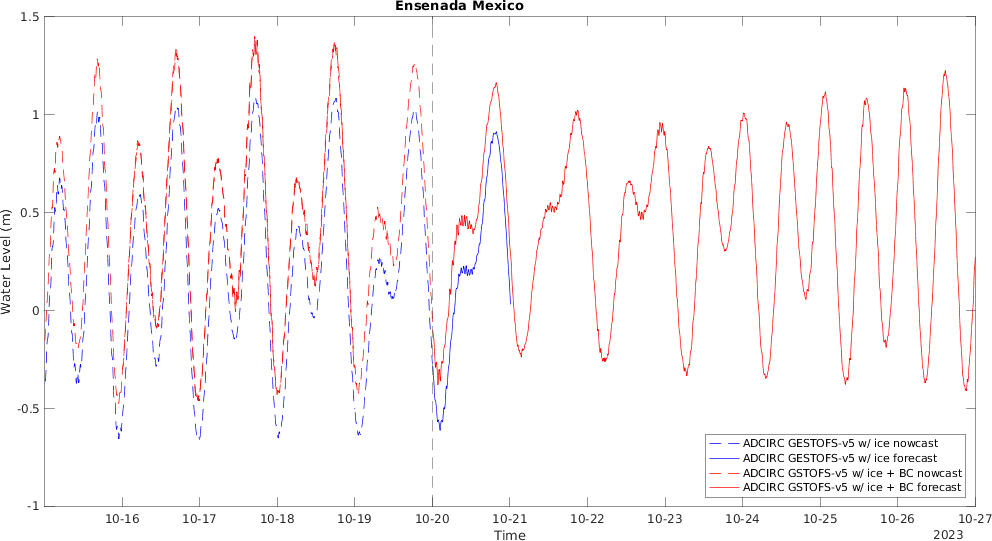 Ensenada Mexico
1.5
1
0.5
0
-0.5
-1
Water Level (m)
10-16 10-17 10-18 10-19 10-20 10-21 10-22 10-23 10-24 10-25 10-26 10-27
Time
2023
ADCIRC GESTOFS-v5 w/ ice nowcast
ADCIRC GESTOFS-v5 w/ ice forecast
ADCIRC GSTOFS-v5 w/ ice + BC nowcast
ADCIRC GSTOFS-v5 w/ ice + BC forecast